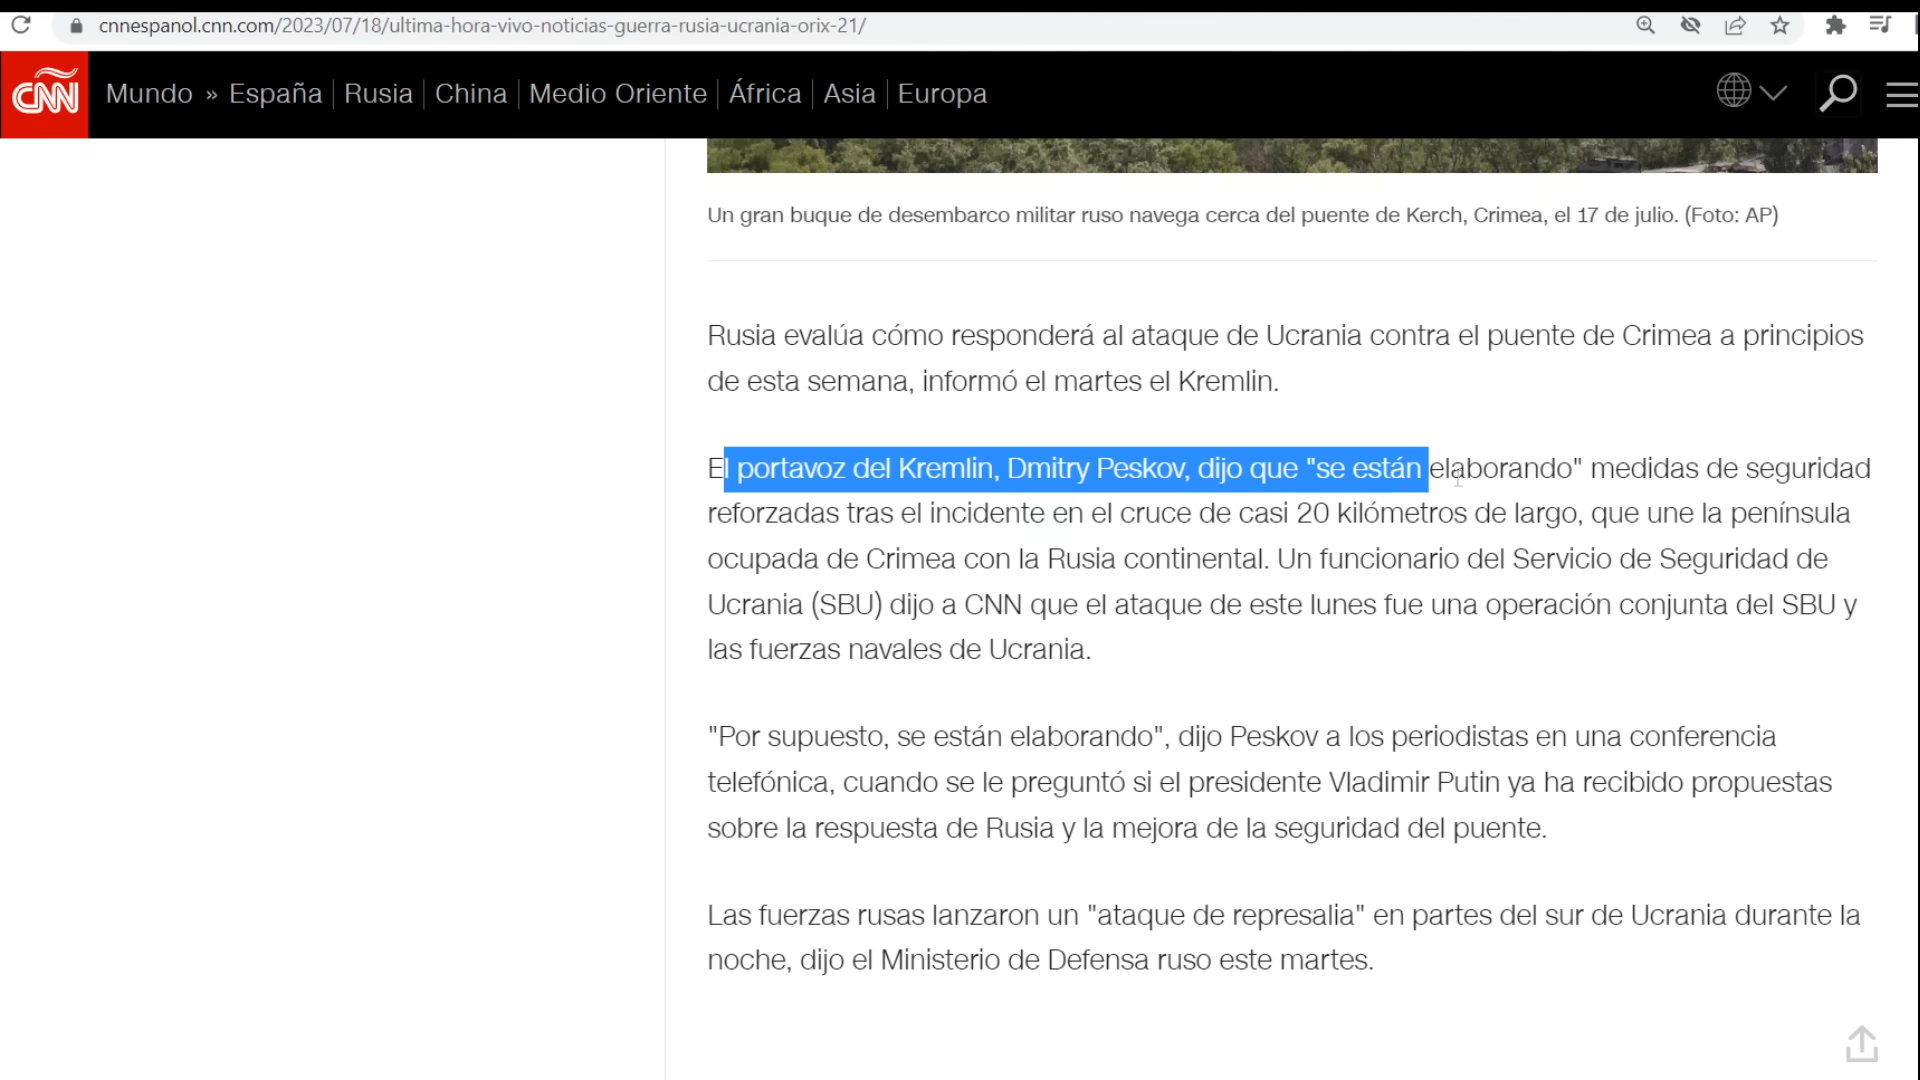 cnnespanol.cnn.com/2023/07/18/ultima-hora-vivo-noticias-guerra-rusia-ucrania-orix-21/
CNN Mundo » España Rusia China Medio Oriente África Asia Europa
Un gran buque de desembarco militar ruso navega cerca del puente de Kerch, Crimea, el 17 de julio. (Foto: AP)
Rusia evalúa cómo responderá al ataque de Ucrania contra el puente de Crimea a principios
de esta semana, informó el martes el Kremlin.
El portavoz del Kremlin, Dmitry Peskov, dijo que "se están elaborando" medidas de seguridad
reforzadas tras el incidente en el cruce de casi 20 kilómetros de largo, que une la península
ocupada de Crimea con la Rusia continental. Un funcionario del Servicio de Seguridad de
Ucrania (SBU) dijo a CNN que el ataque de este lunes fue una operación conjunta del SBU y
las fuerzas navales de Ucrania.
"Por supuesto, se están elaborando", dijo Peskov a los periodistas en una conferencia
telefónica, cuando se le preguntó si el presidente Vladimir Putin ya ha recibido propuestas
sobre la respuesta de Rusia y la mejora de la seguridad del puente.
Las fuerzas rusas lanzaron un "ataque de represalia" en partes del sur de Ucrania durante la
noche, dijo el Ministerio de Defensa ruso este martes.